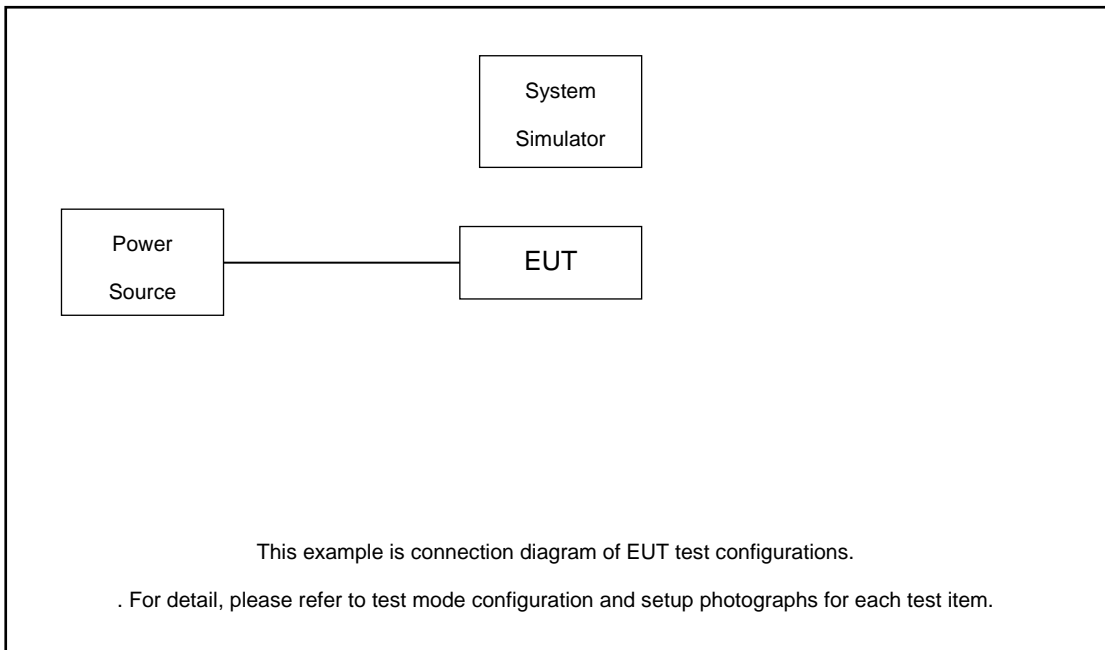 System
Simulator
Power
Source
EUT
This example is connection diagram of EUT test configurations.
. For detail, please refer to test mode configuration and setup photographs for each test item.